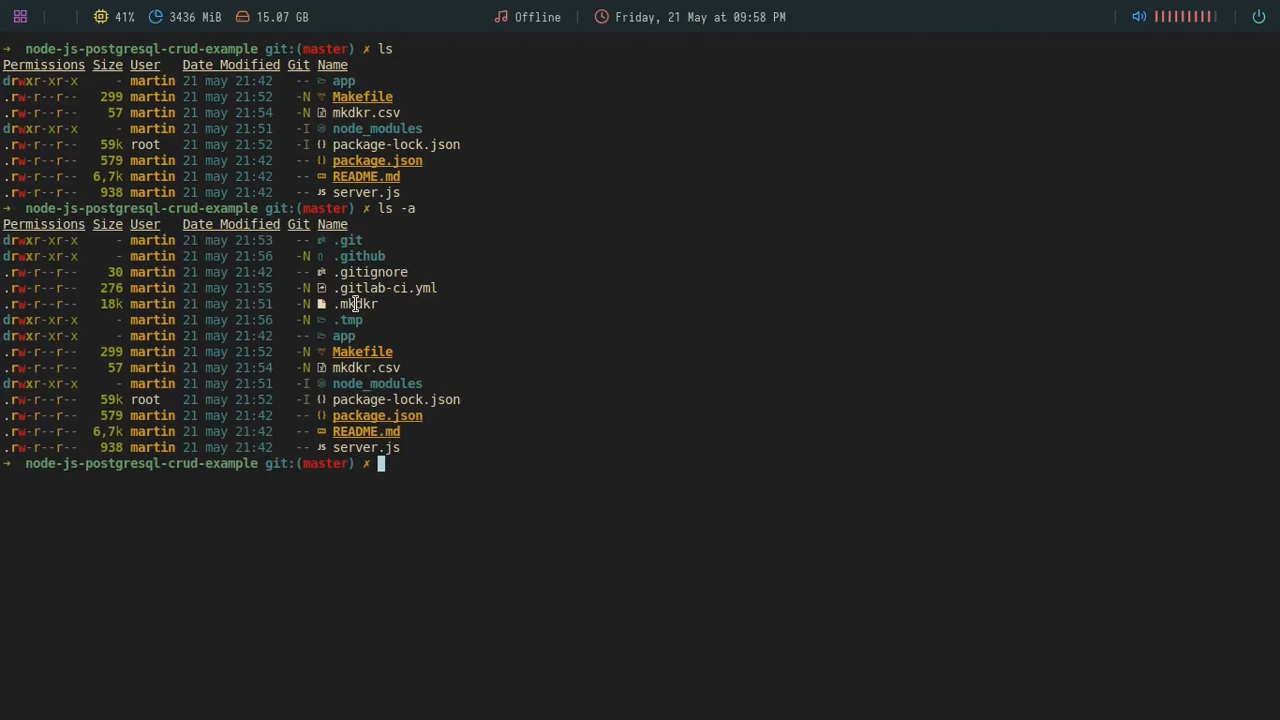 41% 3436 MiB 15.07 GB Offline Friday, 21 May at 09:58 PM
→ node-js-postgresql-crud-example git:(master) ✗ ls
Permissions Size User Date Modified Git Name
drwxr-xr-x - martin 21 may 21:42 -- app
.rw-r--r-- 299 martin 21 may 21:52 -N Makefile
.rw-r--r-- 57 martin 21 may 21:54 -N mkdkr.csv
drwxr-xr-x - martin 21 may 21:51 -I node_modules
.rw-r--r-- 59k root 21 may 21:52 -I package-lock.json
.rw-r--r-- 579 martin 21 may 21:42 -- package.json
.rw-r--r-- 6,7k martin 21 may 21:42 -- README.md
.rw-r--r-- 938 martin 21 may 21:42 -- JS server.js
→ node-js-postgresql-crud-example git:(master) ✗ ls -a
Permissions Size User Date Modified Git Name
drwxr-xr-x - martin 21 may 21:53 -- .git
drwxr-xr-x - martin 21 may 21:56 -N .github
.rw-r--r-- 30 martin 21 may 21:42 -- .gitignore
.rw-r--r-- 276 martin 21 may 21:55 -N .gitlab-ci.yml
.rw-r--r-- 18k martin 21 may 21:51 -N .mkdkr
drwxr-xr-x - martin 21 may 21:56 -N .tmp
drwxr-xr-x - martin 21 may 21:42 -- app
.rw-r--r-- 299 martin 21 may 21:52 -N Makefile
.rw-r--r-- 57 martin 21 may 21:54 -N mkdkr.csv
drwxr-xr-x - martin 21 may 21:51 -I node_modules
.rw-r--r-- 59k root 21 may 21:52 -I package-lock.json
.rw-r--r-- 579 martin 21 may 21:42 -- package.json
.rw-r--r-- 6,7k martin 21 may 21:42 -- README.md
.rw-r--r-- 938 martin 21 may 21:42 -- JS server.js
→ node-js-postgresql-crud-example git:(master) ✗